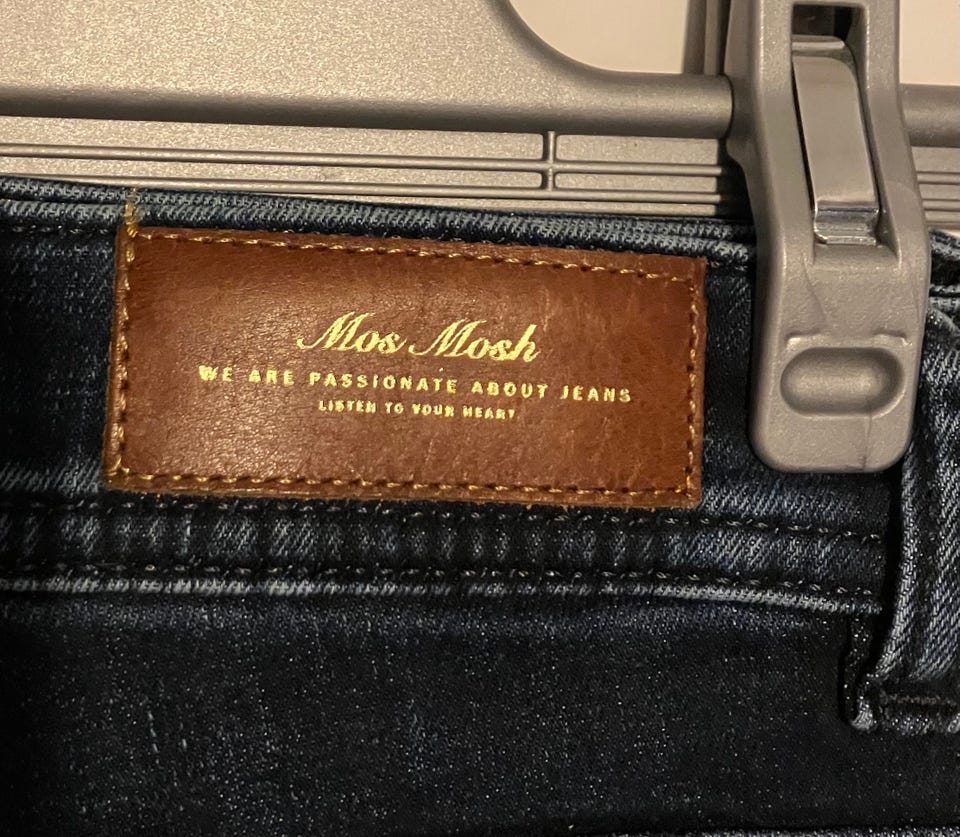 Mos Mosh
WE ARE PASSIONATE ABOUT JEANS
LISTEN TO YOUR HEART